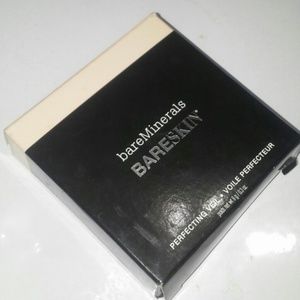 bareMinerals
BARESKIN®
PERFECTING VEIL • VOILE PERFECTEUR